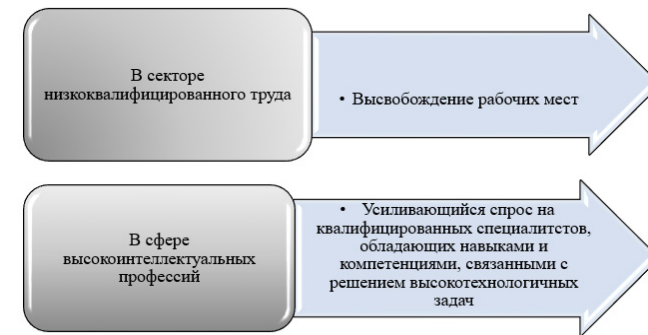 В секторе
низкоквалифицированного труда
• Высвобождение рабочих мест
В сфере
высокоинтеллектуальных
профессий
• Усиливающийся спрос на
квалифицированных специалитстов,
обладающих навыками и
компетенциями, связанными с
решением высокотехнологичных
задач